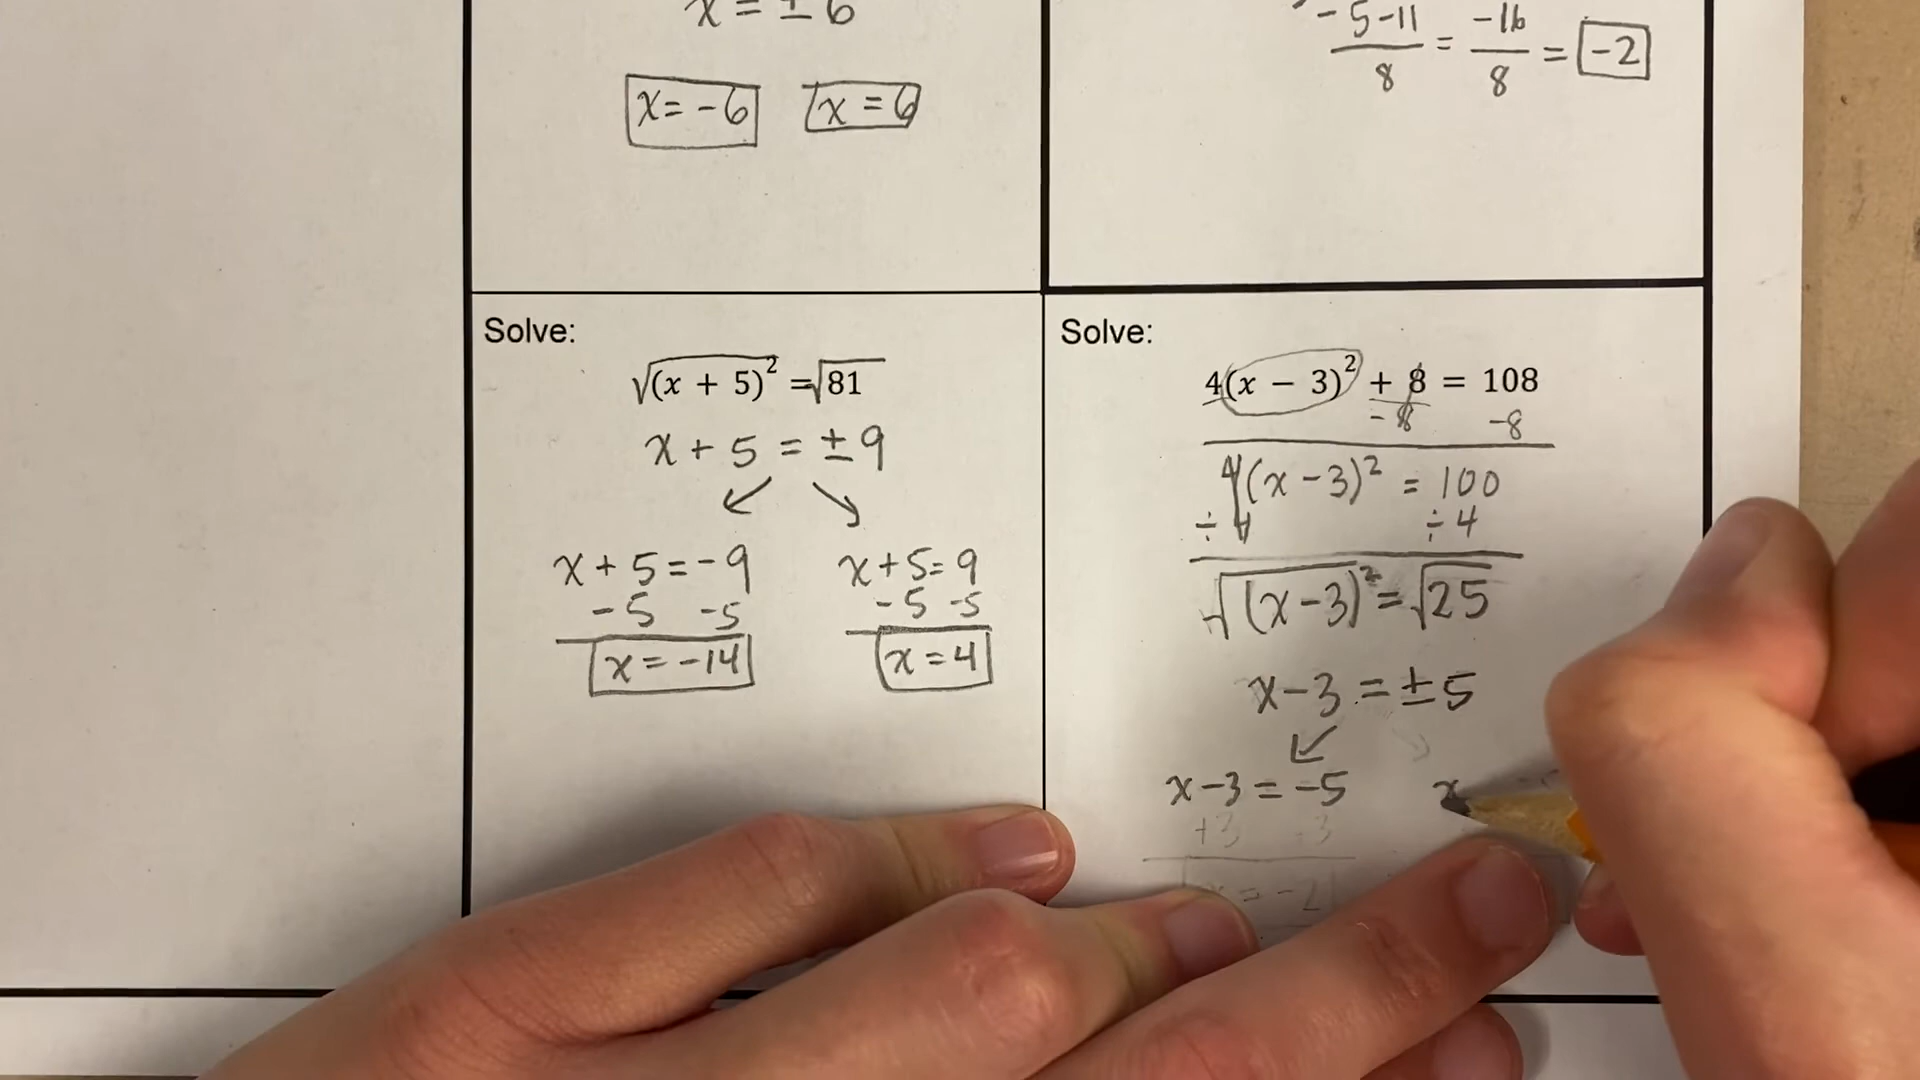 x = ± 6
x = -6 x = 6
-5-11/8 = -16/8 = -2
Solve:
√(x + 5)² = √81
x + 5 = ± 9
↙ ↘
x + 5 = -9 x + 5 = 9
-5 -5 -5 -5
x = -14 x = 4
Solve:
4(x − 3)² + 8 = 108
-8 -8
4(x - 3)² = 100
÷4 ÷4
√(x-3)² = √25
x-3 = ±5
↙ ↘
x-3 = -5 x
+3 3
= -2